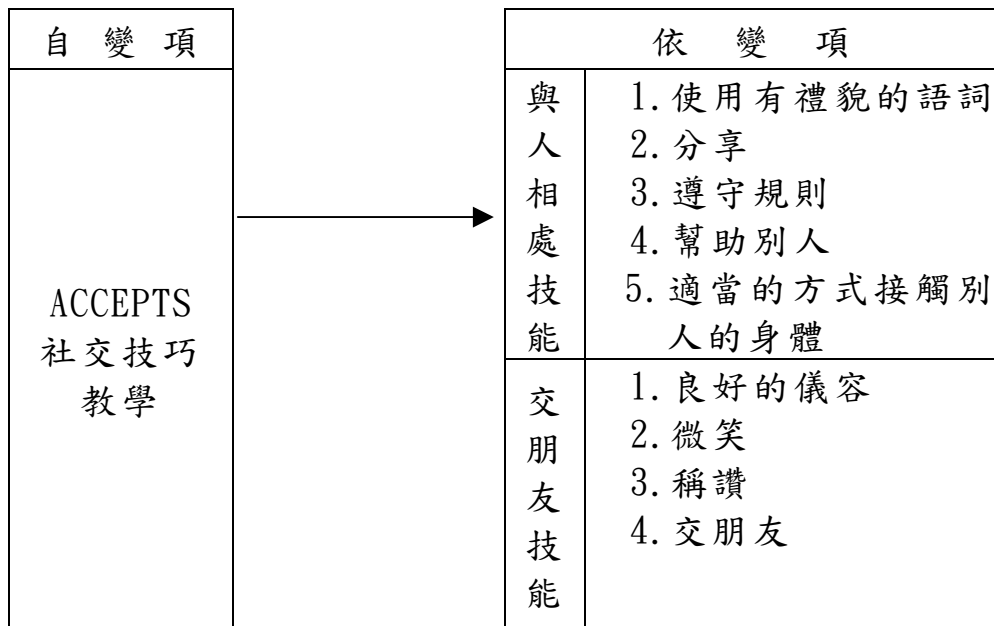 自變項
ACCEPTS
社交技巧
教學
依變項
與人相處技能
1.使用有禮貌的語詞
2.分享
3.遵守規則
4.幫助別人
5.適當的方式接觸別
人的身體
交朋友技能
1.良好的儀容
2.微笑
3.稱讚
4.交朋友